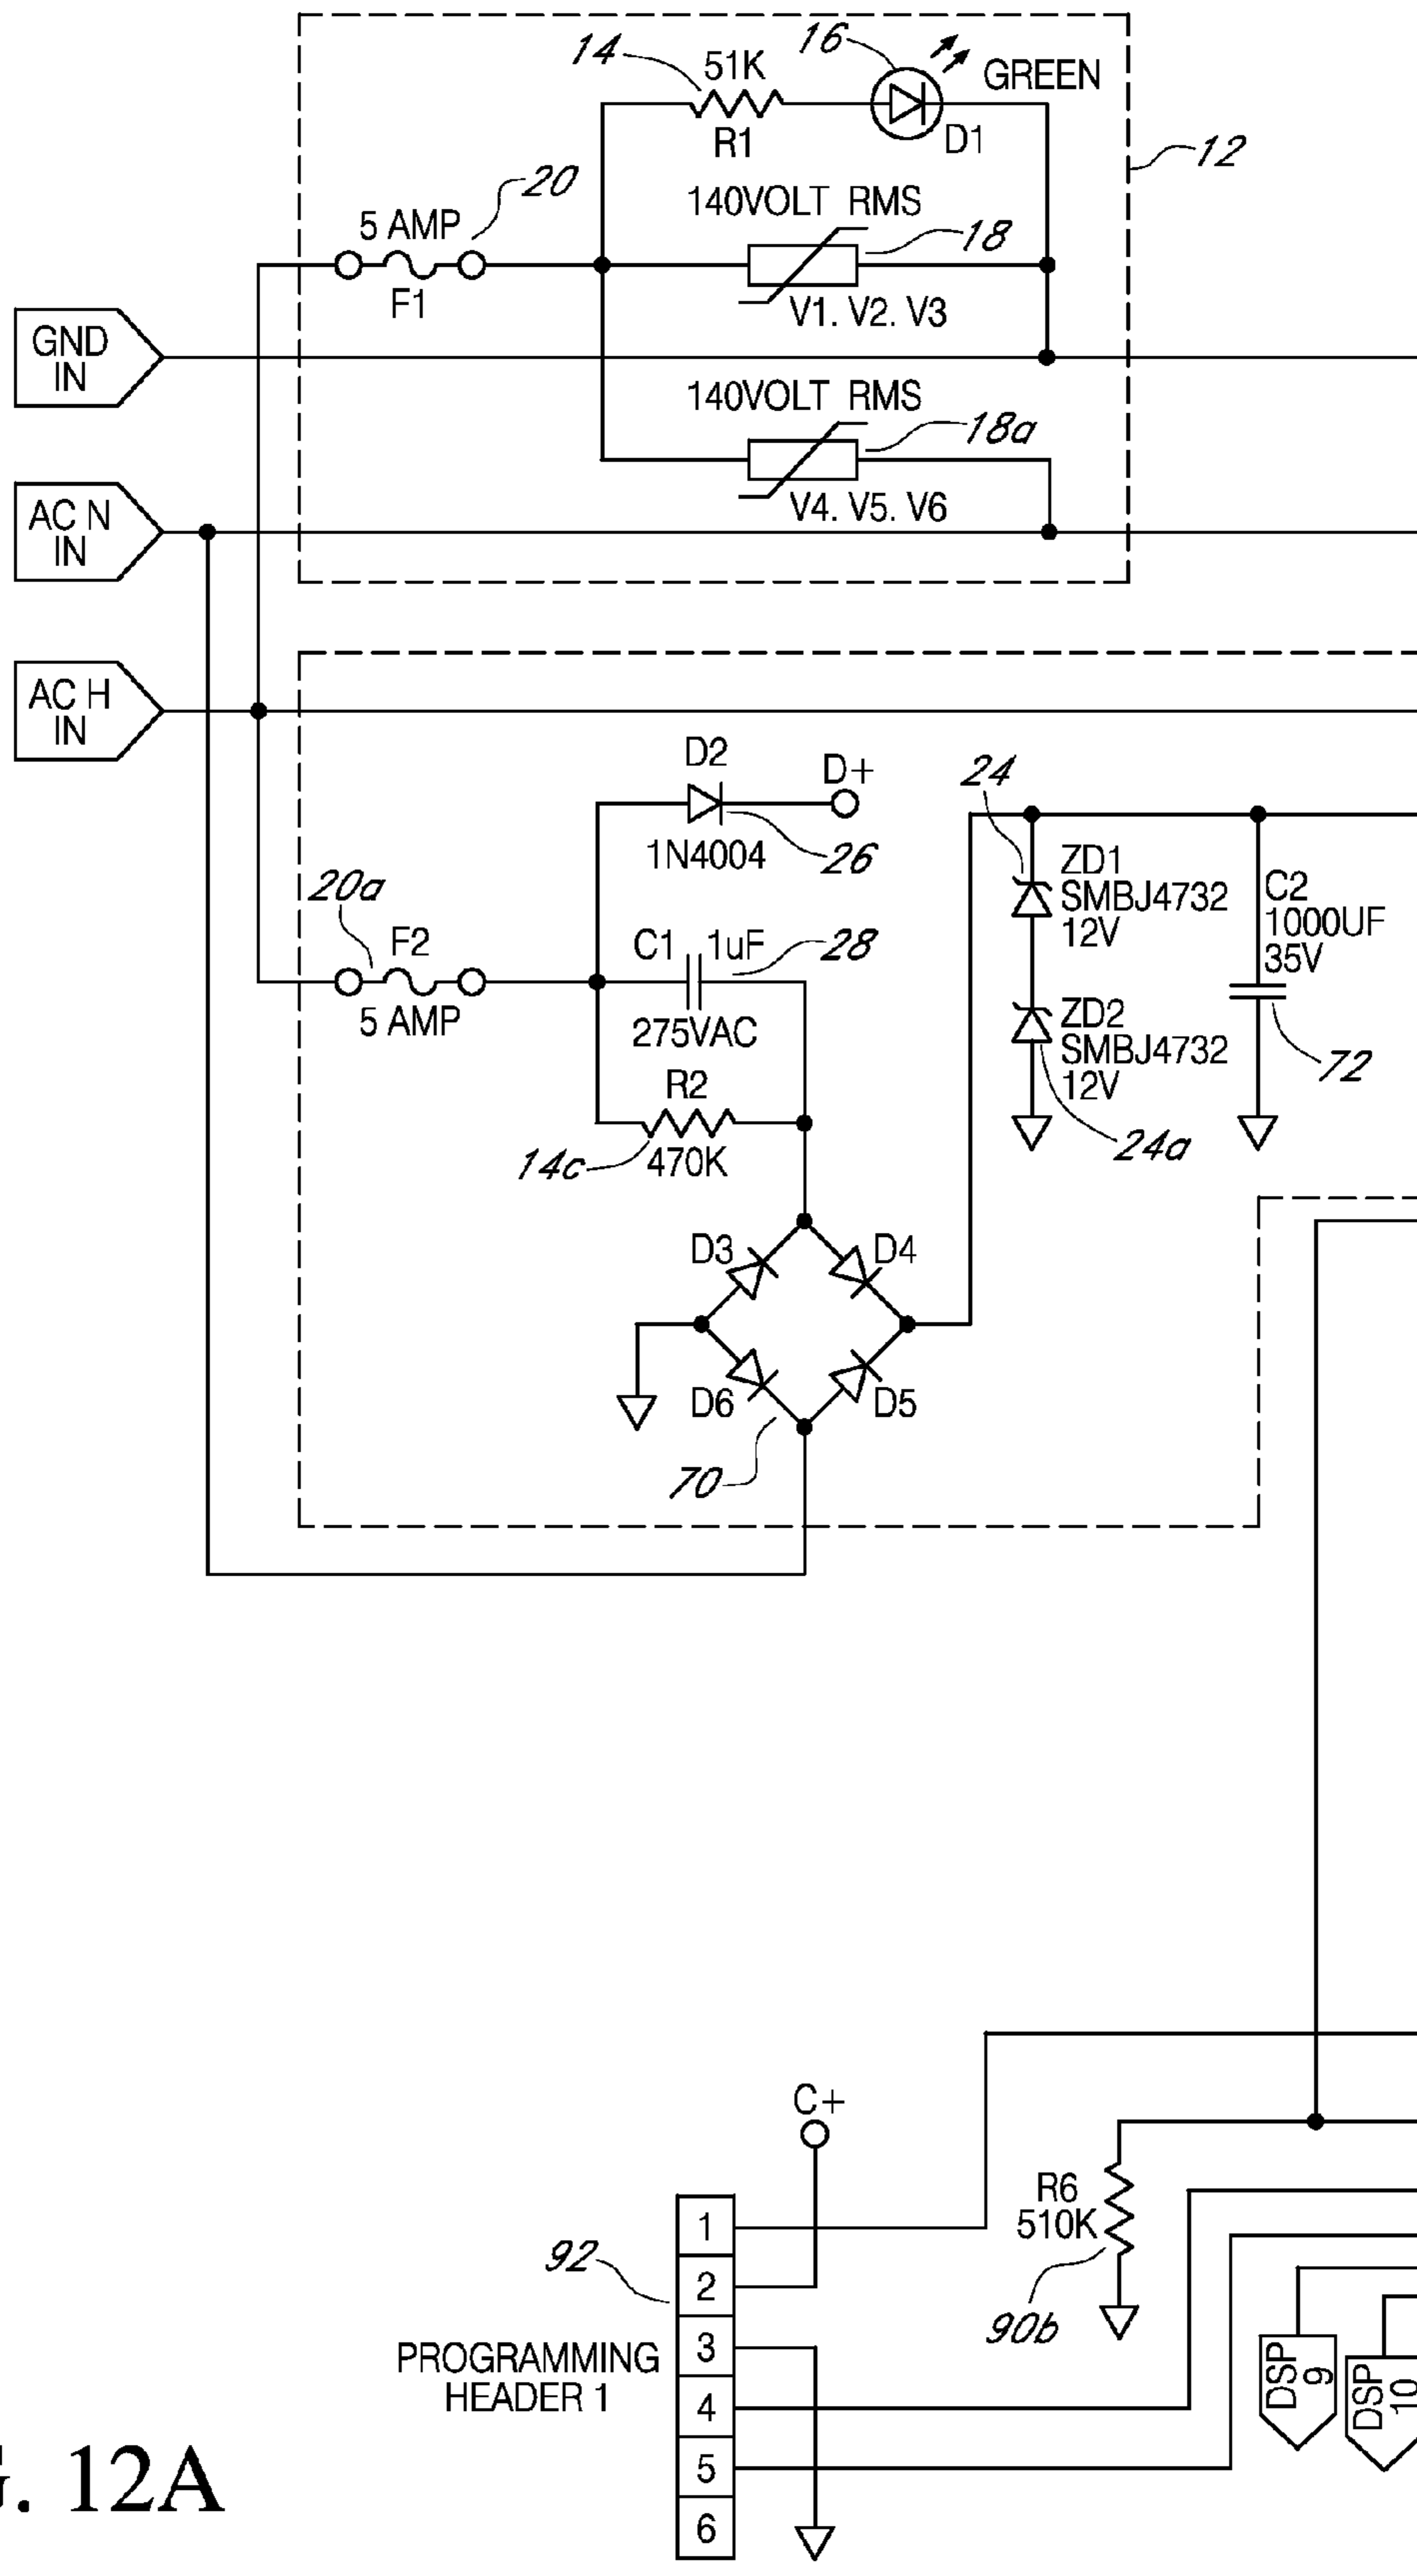 14
51K
16
GREEN
R1
D1
12
20
140VOLT RMS
5 AMP
18
F1
V1. V2. V3
GND
IN
140VOLT RMS
18a
AC N
IN
V4. V5. V6
AC H
IN
D2
D+
24
1N4004
26
ZD1
SMBJ4732
12V
C2
1000UF
35V
20a
F2
C1
1uF
28
5 AMP
275VAC
ZD2
SMBJ4732
12V
72
R2
14c
470K
24a
D3
D4
D6
D5
70
C+
R6
510K
92
1
2
3
4
5
6
90b
PROGRAMMING
HEADER 1
DSP
9
DSP
10
. 12A